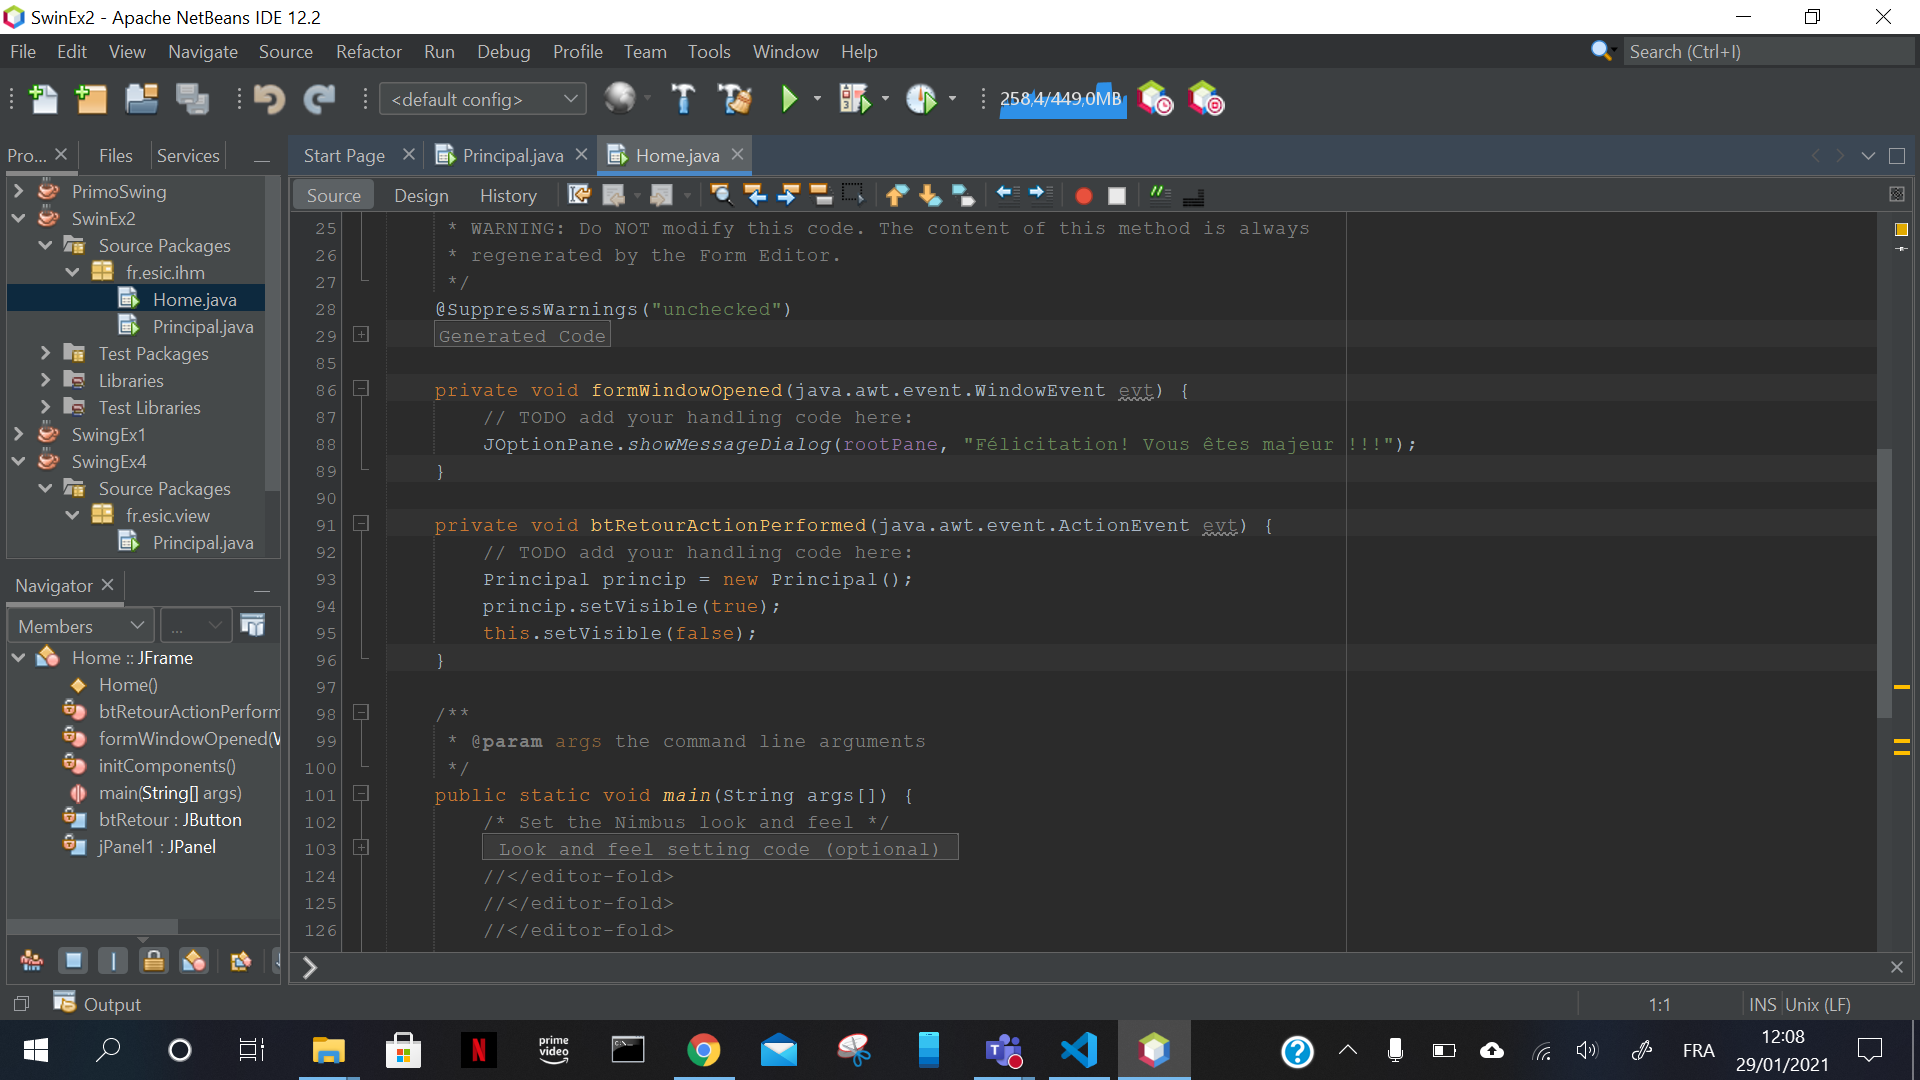 SwinEx2 - Apache NetBeans IDE 12.2
File Edit View Navigate Source Refactor Run Debug Profile Team Tools Window Help
Search (Ctrl+I)
<default config>
258,4/449,0MB
Pro... Files Services
Start Page Principal.java Home.java
Source Design History
PrimoSwing
SwinEx2
Source Packages
fr.esic.ihm
Home.java
Principal.java
Test Packages
Libraries
Test Libraries
SwingEx1
SwingEx4
Source Packages
fr.esic.view
Principal.java
Navigator
Members ...
Home :: JFrame
Home()
btRetourActionPerform
formWindowOpened(W
initComponents()
main(String[] args)
btRetour : JButton
jPanel1 : JPanel
25 * WARNING: Do NOT modify this code. The content of this method is always
26 * regenerated by the Form Editor.
27 */
28 @SuppressWarnings("unchecked")
29 Generated Code
85
86 private void formWindowOpened(java.awt.event.WindowEvent evt) {
87 // TODO add your handling code here:
88 JOptionPane.showMessageDialog(rootPane, "Félicitation! Vous êtes majeur !!!");
89 }
90
91 private void btRetourActionPerformed(java.awt.event.ActionEvent evt) {
92 // TODO add your handling code here:
93 Principal princip = new Principal();
94 princip.setVisible(true);
95 this.setVisible(false);
96 }
97
98 /**
99 * @param args the command line arguments
100 */
101 public static void main(String args[]) {
102 /* Set the Nimbus look and feel */
103 Look and feel setting code (optional)
124 //</editor-fold>
125 //</editor-fold>
126 //</editor-fold>
Output
1:1 INS Unix (LF)
prime
video
FRA
12:08
29/01/2021